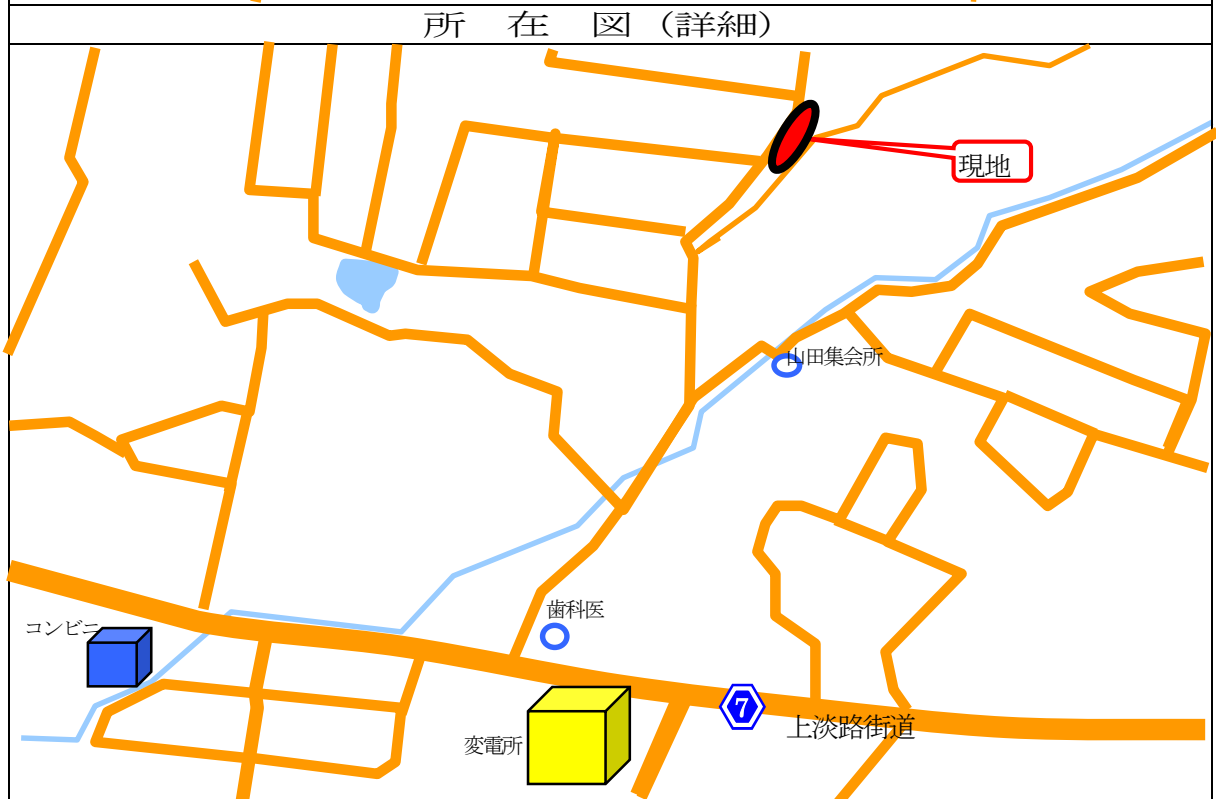 所 在 図（詳細）
現地
山田集会所
歯科医
コンビニ
7
上淡路街道
変電所